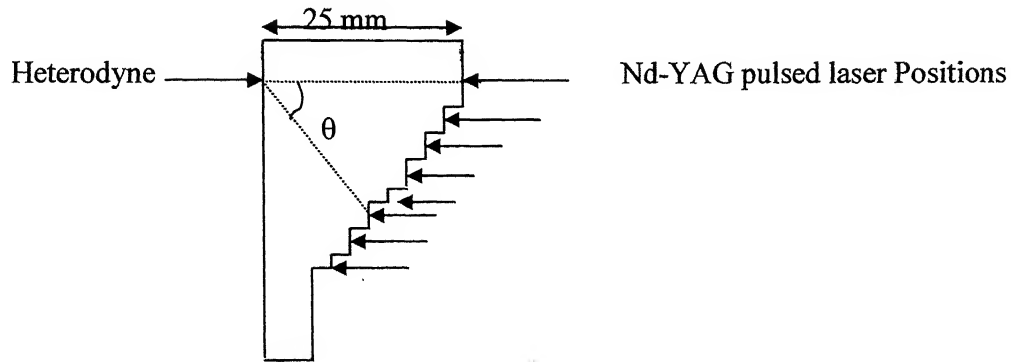 25 mm
Heterodyne
Nd-YAG pulsed laser Positions
θ